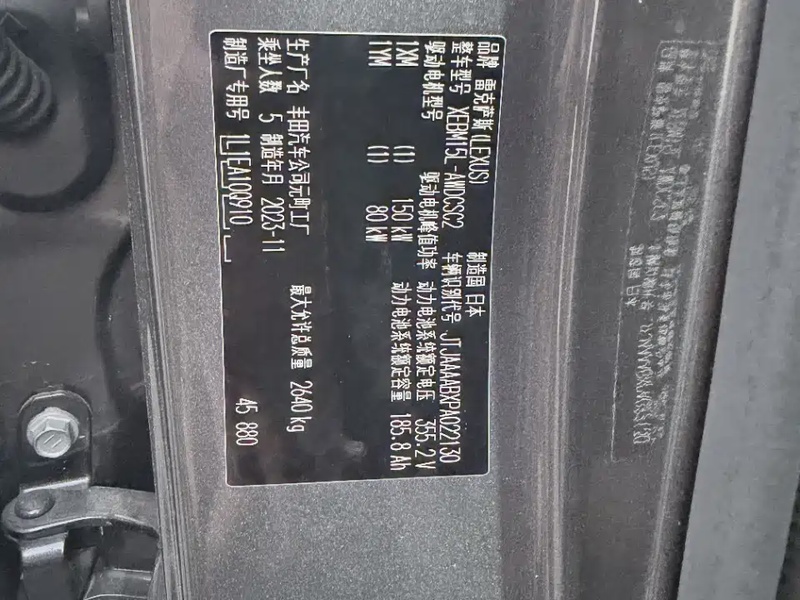 品牌 雷克萨斯(LEXUS) 制造国 日本
整车型号 XEBM15L-AWDCSC2 车辆识别代号 JTJAAAABXPA022130
驱动电机型号 驱动电机峰值功率 动力电池系统额定电压 355.2V
1XM (1) 150 kW 动力电池系统额定容量 185.8 Ah
1YM (1) 80 kW
生产厂名 丰田汽车公司元町工厂 最大允许总质量 2640kg
乘坐人数 5 制造年月 2023-11
制造厂专用号 1L1EA1QQ910 45 880